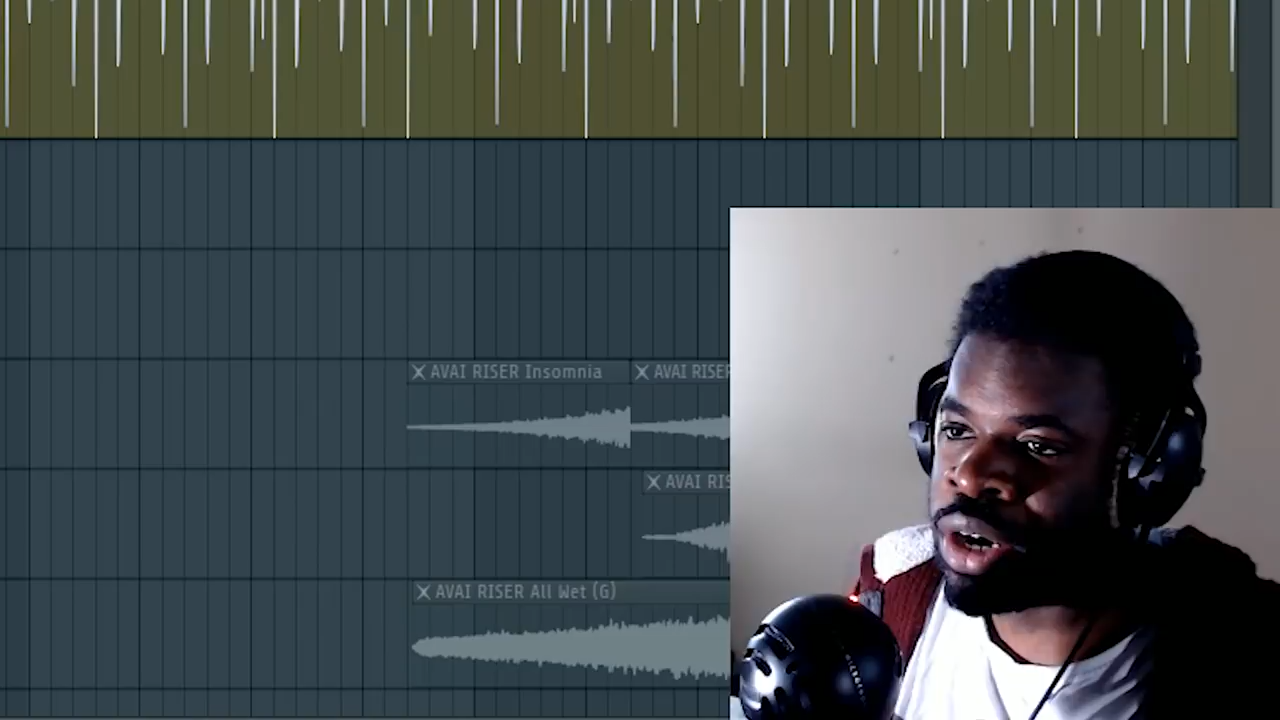 AVAI RISER Insomnia
AVAI RISER
AVAI RIS
AVAI RISER All Wet (G)